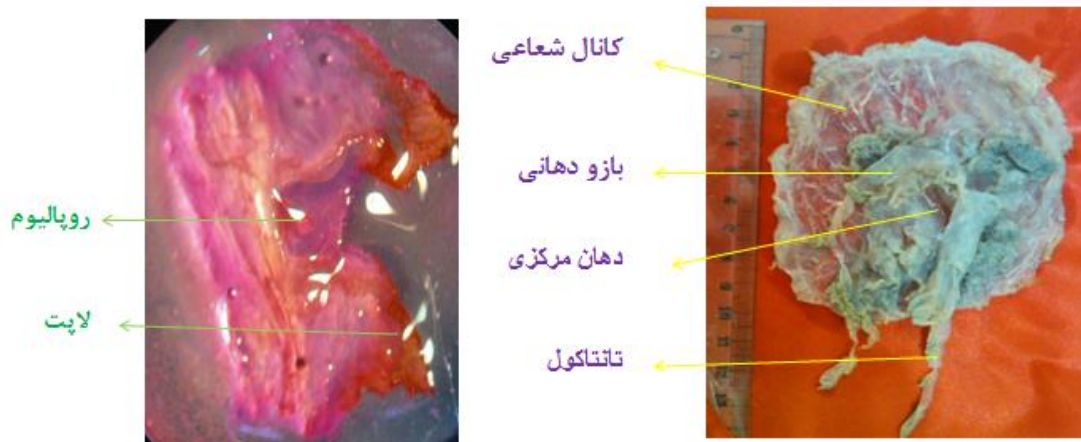 کانال شعاعی
بازو دهانی
دهان مرکزی
تانتاکول
روپالیوم
لاپت